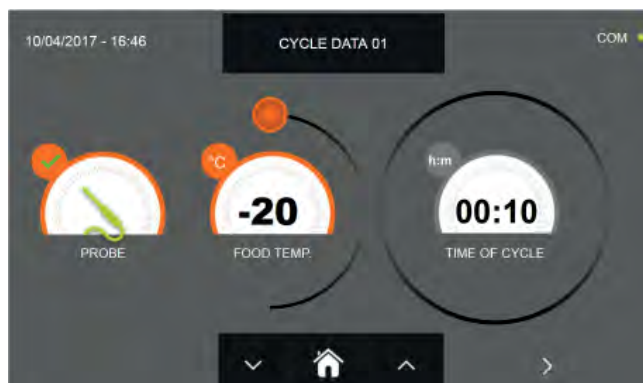 10/04/2017 - 16:46
CYCLE DATA 01
COM
°C
h:m
-20
00:10
PROBE
FOOD TEMP.
TIME OF CYCLE